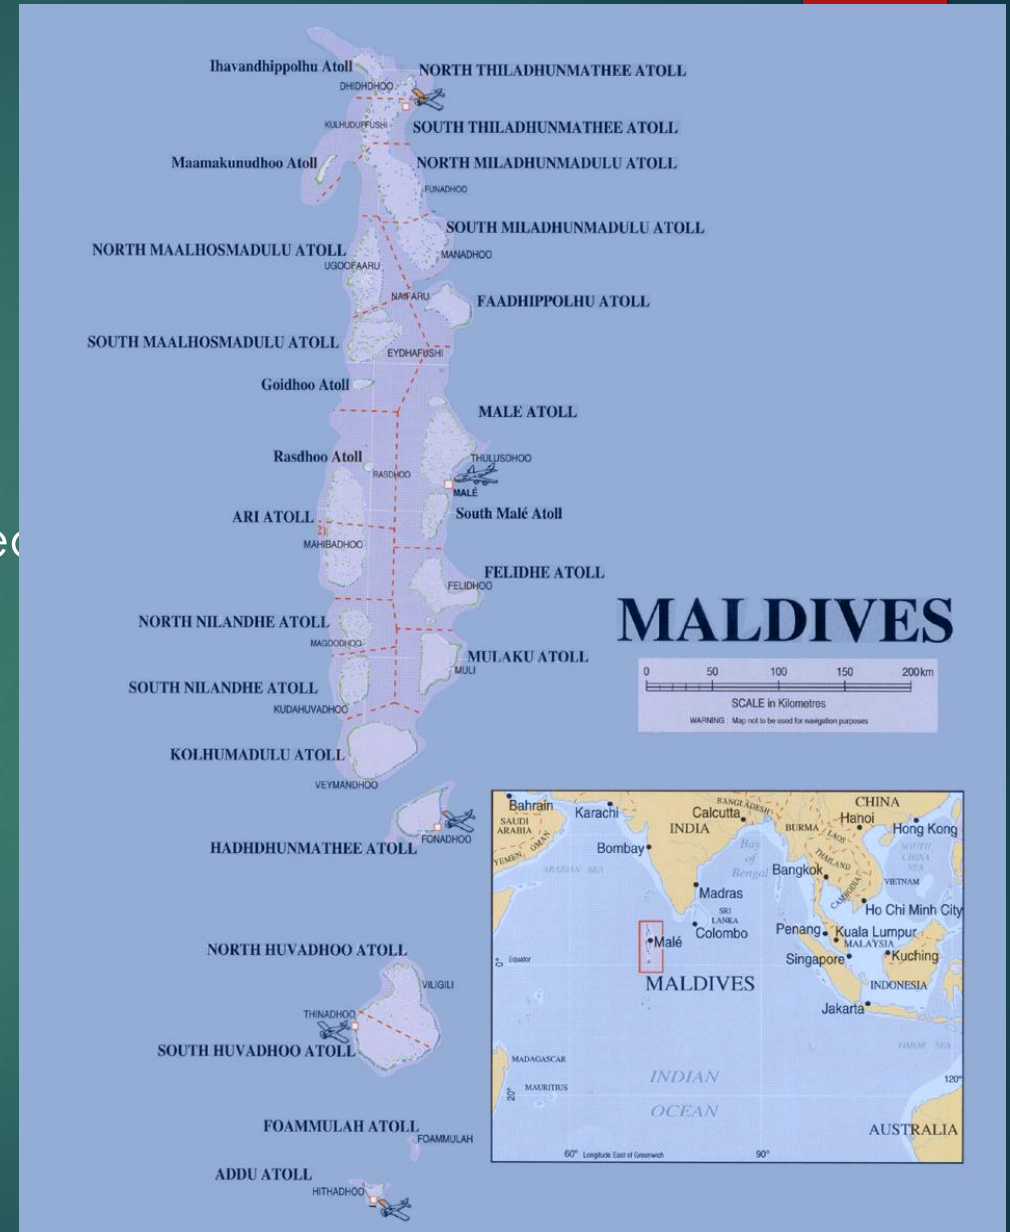 Ihavandhippolhu Atoll
NORTH THILADHUNMATHEE ATOLL
DHIDHDHOO
KULHUDUFFUSHI
SOUTH THILADHUNMATHEE ATOLL
Maamakunudhoo Atoll
NORTH MILADHUNMADULU ATOLL
FUNADHOO
SOUTH MILADHUNMADULU ATOLL
NORTH MAALHOSMADULU ATOLL
MANADHOO
UGOOFAARU
NAIFARU
FAADHIPPOLHU ATOLL
SOUTH MAALHOSMADULU ATOLL
EYDHAFUSHI
Goidhoo Atoll
MALE ATOLL
Rasdhoo Atoll
THULUSDHOO
RASDHOO
MALÉ
ARI ATOLL
South Malé Atoll
MAHIBADHOO
FELIDHE ATOLL
FELIDHOO
NORTH NILANDHE ATOLL
MALDIVES
MAGOODHOO
MULAKU ATOLL
MULI
SOUTH NILANDHE ATOLL
KUDAHUVADHOO
0 50 100 150 200km
SCALE in Kilometres
WARNING : Map not to be used for navigation purposes
KOLHUMADULU ATOLL
VEYMANDHOO
FONADHOO
HADHDHUNMATHEE ATOLL
NORTH HUVADHOO ATOLL
VILIGILI
THINADHOO
SOUTH HUVADHOO ATOLL
FOAMMULAH ATOLL
FOAMMULAH
ADDU ATOLL
HITHADHOO
Bahrain
Karachi
Calcutta
BANGLADESH
CHINA
SAUDI
ARABIA
INDIA
BURMA
LAOS
Hanoi
Hong Kong
YEMEN
OMAN
Bombay
ARABIAN SEA
Bay
of
Bengal
Bangkok
THAILAND
CAMBODIA
VIETNAM
SOUTH
CHINA
SEA
Madras
SRI
LANKA
Colombo
Ho Chi Minh City
Penang
Kuala Lumpur
MALAYSIA
Malé
Singapore
Kuching
0°
Equator
MALDIVES
INDONESIA
Jakarta
TIMOR SEA
MADAGASCAR
MAURITIUS
INDIAN
OCEAN
120°
20°
AUSTRALIA
60° Longitude East of Greenwich
90°